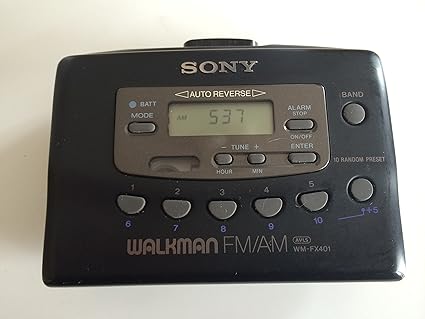 SONY
◁AUTO REVERSE▷
BATT
MODE
AM 537
ALARM
STOP
ON/OFF
BAND
– TUNE +
ENTER
HOUR MIN
10 RANDOM PRESET
1 2 3 4 5
6 7 8 9 10 +5
WALKMAN FM/AM AVLS
WM-FX401